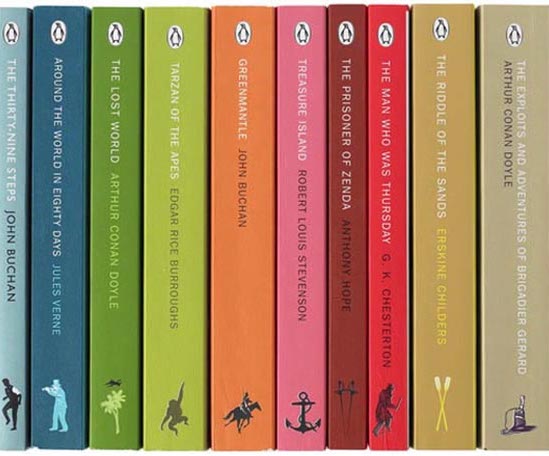 THE THIRTY-NINE STEPS JOHN BUCHAN
AROUND THE WORLD IN EIGHTY DAYS JULES VERNE
THE LOST WORLD ARTHUR CONAN DOYLE
TARZAN OF THE APES EDGAR RICE BURROUGHS
GREENMANTLE JOHN BUCHAN
TREASURE ISLAND ROBERT LOUIS STEVENSON
THE PRISONER OF ZENDA ANTHONY HOPE
THE MAN WHO WAS THURSDAY G. K. CHESTERTON
THE RIDDLE OF THE SANDS ERSKINE CHILDERS
THE EXPLOITS AND ADVENTURES OF BRIGADIER GERARD
ARTHUR CONAN DOYLE